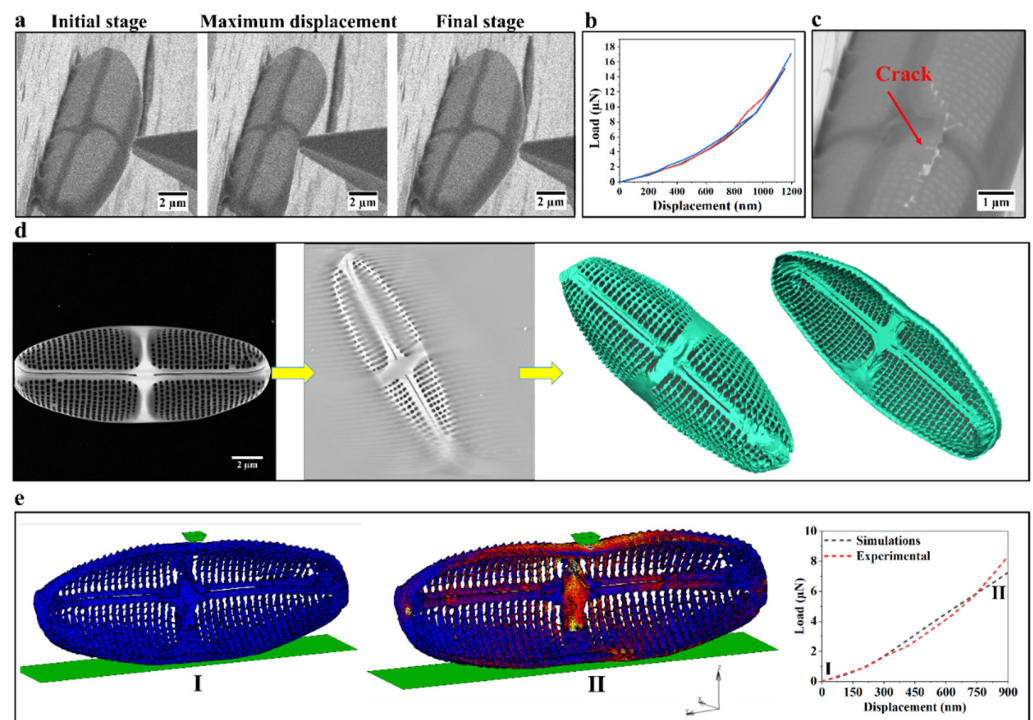 a
Initial stage
Maximum displacement
Final stage
2 µm
2 µm
2 µm
b
Load (µN)
18
16
14
12
10
8
6
4
2
0
0 200 400 600 800 1000 1200
Displacement (nm)
c
Crack
1 µm
d
2 µm
e
I
II
z
Load (µN)
10
8
6
4
2
0
Simulations
Experimental
I
II
0 150 300 450 600 750 900
Displacement (nm)